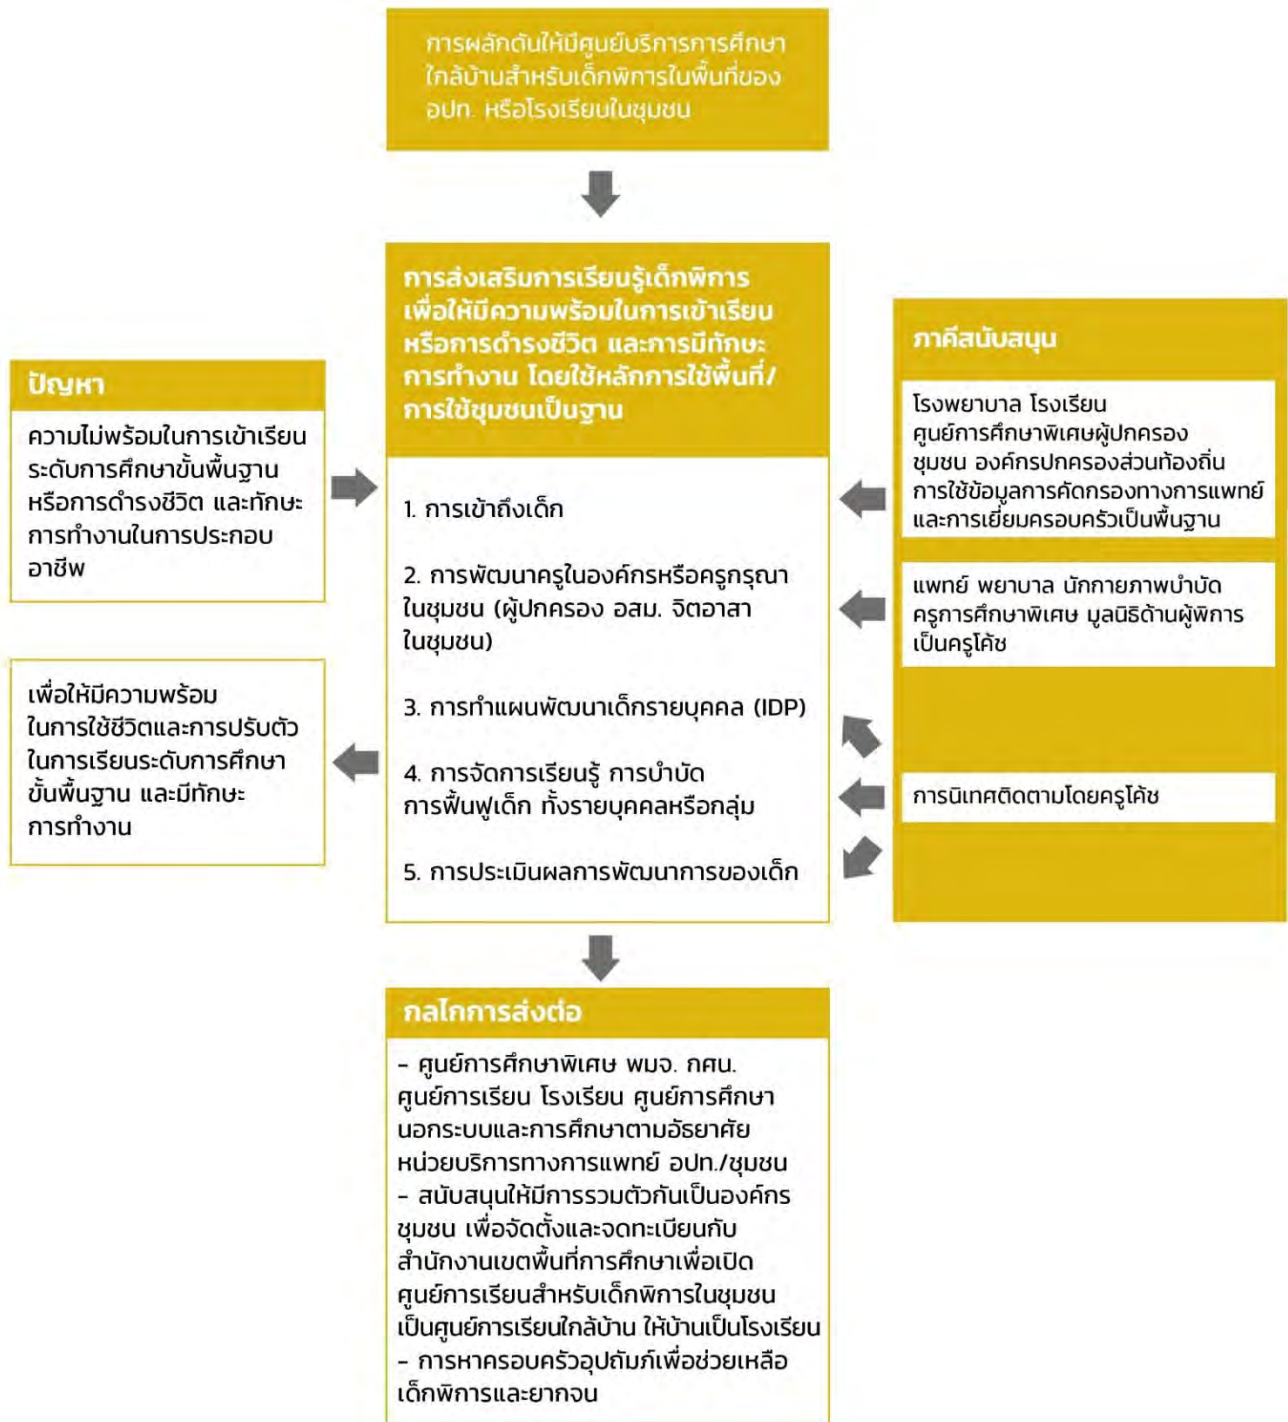 การผลักดันให้มีศูนย์บริการการศึกษา
ใกล้บ้านสำหรับเด็กพิการในพื้นที่ของ
อปท. หรือโรงเรียนในชุมชน
การส่งเสริมการเรียนรู้เด็กพิการ
เพื่อให้มีความพร้อมในการเข้าเรียน
หรือการดำรงชีวิต และการมีทักษะ
การทำงาน โดยใช้หลักการใช้พื้นที่/
การใช้ชุมชนเป็นฐาน
1. การเข้าถึงเด็ก
2. การพัฒนาครูในองค์กรหรือครูกรุณา
ในชุมชน (ผู้ปกครอง อสม. จิตอาสา
ในชุมชน)
3. การทำแผนพัฒนาเด็กรายบุคคล (IDP)
4. การจัดการเรียนรู้ การบำบัด
การฟื้นฟูเด็ก ทั้งรายบุคคลหรือกลุ่ม
5. การประเมินผลการพัฒนาการของเด็ก
ปัญหา
ความไม่พร้อมในการเข้าเรียน
ระดับการศึกษาขั้นพื้นฐาน
หรือการดำรงชีวิต และทักษะ
การทำงานในการประกอบ
อาชีพ
เพื่อให้มีความพร้อม
ในการใช้ชีวิตและการปรับตัว
ในการเรียนระดับการศึกษา
ขั้นพื้นฐาน และมีทักษะ
การทำงาน
ภาคีสนับสนุน
โรงพยาบาล โรงเรียน
ศูนย์การศึกษาพิเศษผู้ปกครอง
ชุมชน องค์กรปกครองส่วนท้องถิ่น
การใช้ข้อมูลการคัดกรองทางการแพทย์
และการเยี่ยมครอบครัวเป็นพื้นฐาน
แพทย์ พยาบาล นักกายภาพบำบัด
ครูการศึกษาพิเศษ มูลนิธิด้านผู้พิการ
เป็นครูโค้ช
การนิเทศติดตามโดยครูโค้ช
กลไกการส่งต่อ
– ศูนย์การศึกษาพิเศษ พมจ. กศน.
ศูนย์การเรียน โรงเรียน ศูนย์การศึกษา
นอกระบบและการศึกษาตามอัธยาศัย
หน่วยบริการทางการแพทย์ อปท./ชุมชน
– สนับสนุนให้มีการรวมตัวกันเป็นองค์กร
ชุมชน เพื่อจัดตั้งและจดทะเบียนกับ
สำนักงานเขตพื้นที่การศึกษาเพื่อเปิด
ศูนย์การเรียนสำหรับเด็กพิการในชุมชน
เป็นศูนย์การเรียนใกล้บ้าน ให้บ้านเป็นโรงเรียน
– การหาครอบครัวอุปถัมภ์เพื่อช่วยเหลือ
เด็กพิการและยากจน